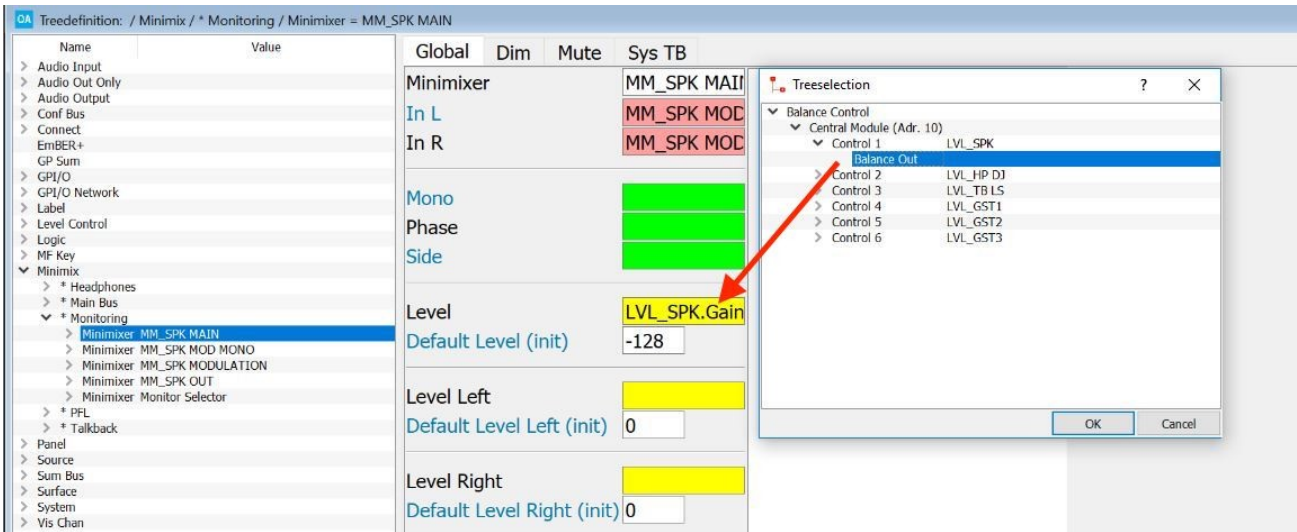 OA Treedefinition: / Minimix / * Monitoring / Minimixer = MM_SPK MAIN
Name Value
Audio Input
Audio Out Only
Audio Output
Conf Bus
Connect
EmBER+
GP Sum
GPI/O
GPI/O Network
Label
Level Control
Logic
MF Key
Minimix
* Headphones
* Main Bus
* Monitoring
Minimixer MM_SPK MAIN
Minimixer MM_SPK MOD MONO
Minimixer MM_SPK MODULATION
Minimixer MM_SPK OUT
Minimixer Monitor Selector
* PFL
* Talkback
Panel
Source
Sum Bus
Surface
System
Vis Chan
Global Dim Mute Sys TB
Minimixer MM_SPK MAI
In L MM_SPK MOD
In R MM_SPK MOD
Mono
Phase
Side
Level LVL_SPK.Gain
Default Level (init) -128
Level Left
Default Level Left (init) 0
Level Right
Default Level Right (init) 0
Treeselection ? ×
Balance Control
Central Module (Adr. 10)
Control 1 LVL_SPK
Balance Out
Control 2 LVL_HP DJ
Control 3 LVL_TB LS
Control 4 LVL_GST1
Control 5 LVL_GST2
Control 6 LVL_GST3
OK Cancel